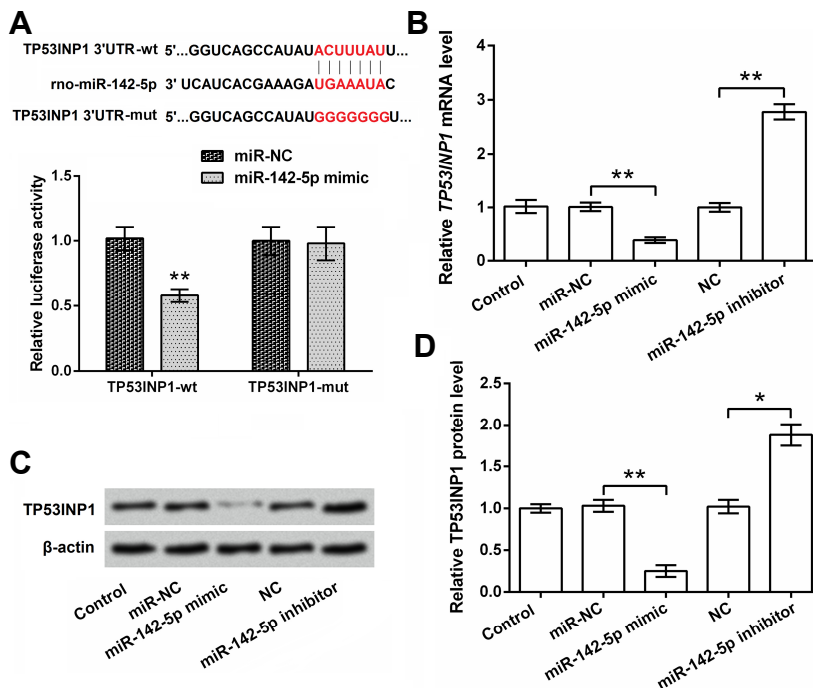 A
TP53INP1 3'UTR-wt 5'...GGUCAGCCAUAUACUUUAUU...
rno-miR-142-5p 3' UCAUCACGAAAGAUGAAAUAC
TP53INP1 3'UTR-mut 5'...GGUCAGCCAUAUGGGGGGGU...
miR-NC
miR-142-5p mimic
Relative luciferase activity
1.5
1.0
0.5
0.0
**
TP53INP1-wt TP53INP1-mut
B
Relative TP53INP1 mRNA level
4
3
2
1
0
**
**
Control
miR-NC
miR-142-5p mimic
NC
miR-142-5p inhibitor
C
TP53INP1
β-actin
Control
miR-NC
miR-142-5p mimic
NC
miR-142-5p inhibitor
D
Relative TP53INP1 protein level
2.5
2.0
1.5
1.0
0.5
0.0
**
*
Control
miR-NC
miR-142-5p mimic
NC
miR-142-5p inhibitor